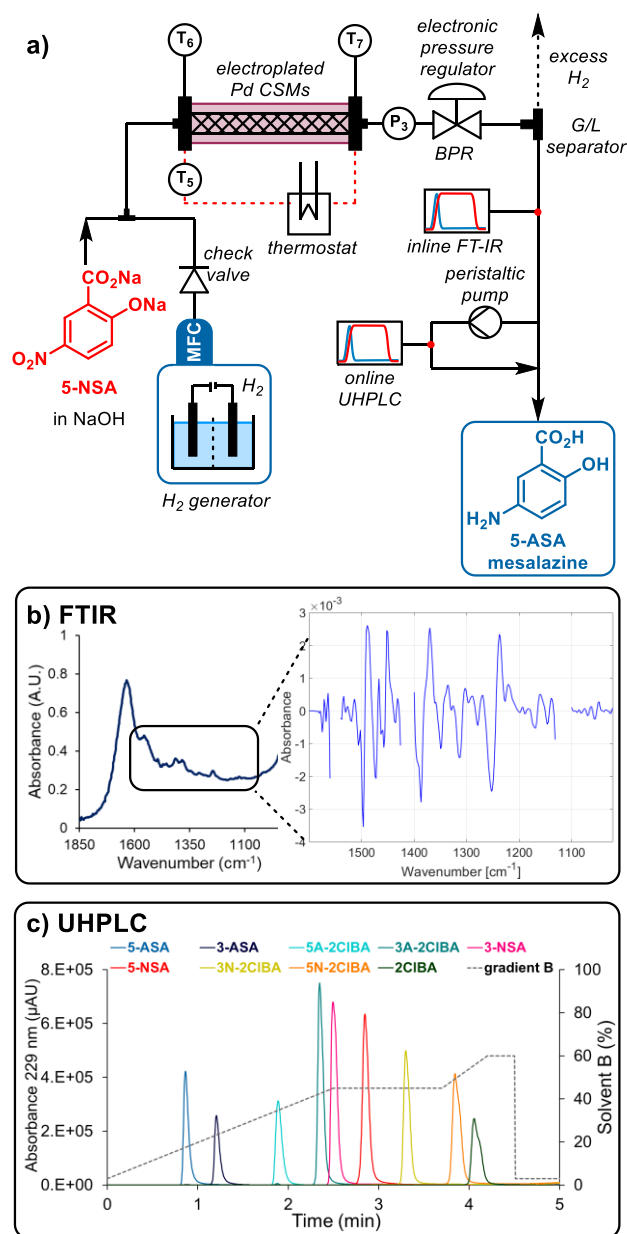 a)
T6
T7
electroplated
Pd CSMs
electronic
pressure
regulator
excess
H2
P3
BPR
G/L
separator
T5
thermostat
inline FT-IR
check
valve
peristaltic
pump
CO2Na
ONa
O2N
5-NSA
in NaOH
MFC
H2
H2 generator
online
UHPLC
CO2H
OH
H2N
5-ASA
mesalazine
b) FTIR
Absorbance (A.U.)
1
0.8
0.6
0.4
0.2
0
1850
1600
1350
1100
Wavenumber (cm-1)
×10-3
Absorbance
3
2
1
0
-1
-2
-3
-4
1500
1400
1300
1200
1100
Wavenumber [cm-1]
c) UHPLC
5-ASA
3-ASA
5A-2ClBA
3A-2ClBA
3-NSA
5-NSA
3N-2ClBA
5N-2ClBA
2ClBA
gradient B
Absorbance 229 nm (µAU)
8.E+05
6.E+05
4.E+05
2.E+05
0.E+00
100
80
60
40
20
0
Solvent B (%)
0
1
2
3
4
5
Time (min)